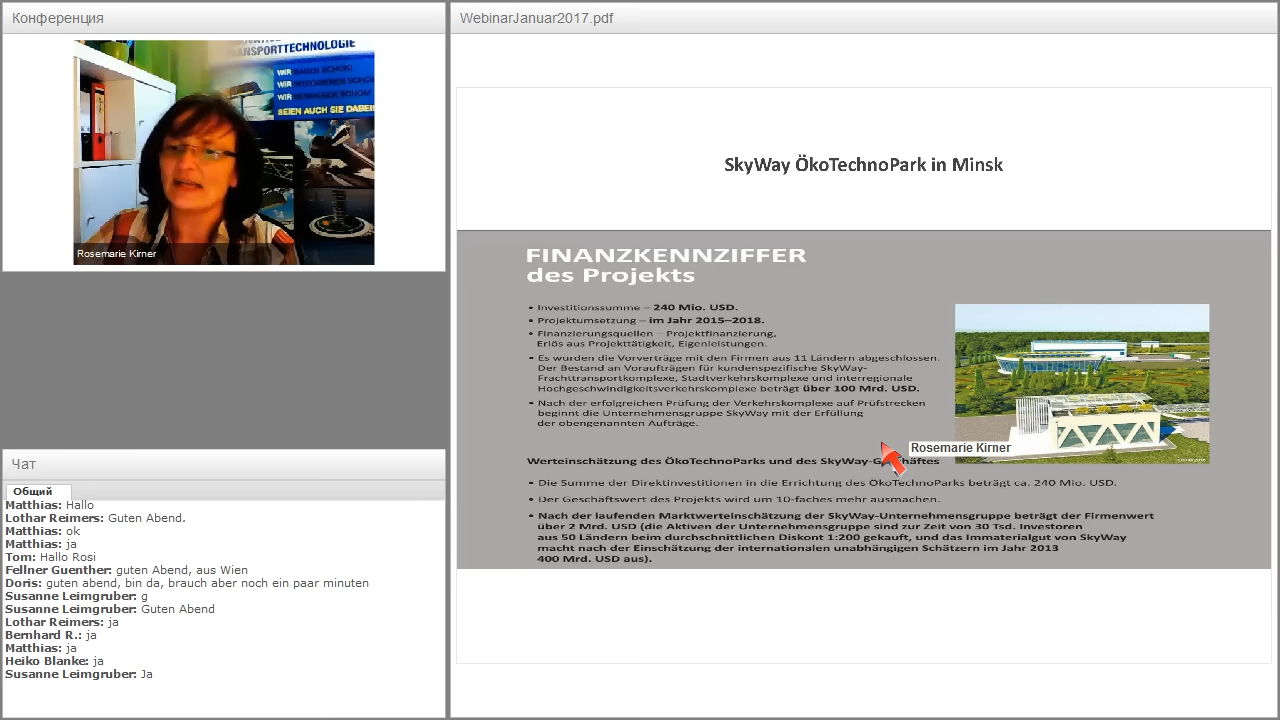 Конференция
TRANSPORTTECHNOLOGIE
WIR BAUEN SCHON!
WIR
WIR
SEIEN AUCH SIE DABEI
Rosemarie Kirner
Чат
Общий
Matthias: Hallo
Lothar Reimers: Guten Abend.
Matthias: ok
Matthias: ja
Tom: Hallo Rosi
Fellner Guenther: guten Abend, aus Wien
Doris: guten abend, bin da, brauch aber noch ein paar minuten
Susanne Leimgruber: g
Susanne Leimgruber: Guten Abend
Lothar Reimers: ja
Bernhard R.: ja
Matthias: ja
Heiko Blanke: ja
Susanne Leimgruber: Ja
WebinarJanuar2017.pdf
SkyWay ÖkoTechnoPark in Minsk
FINANZKENNZIFFER
des Projekts
• Investitionssumme – 240 Mio. USD.
• Projektumsetzung – im Jahr 2015–2018.
• Finanzierungsquellen – Projektfinanzierung,
Erlös aus Projekttätigkeit, Eigenleistungen.
• Es wurden die Vorverträge mit den Firmen aus 11 Ländern abgeschlossen.
Der Bestand an Voraufträgen für kundenspezifische SkyWay-
Frachttransportkomplexe, Stadtverkehrskomplexe und interregionale
Hochgeschwindigkeitsverkehrskomplexe beträgt über 100 Mrd. USD.
• Nach der erfolgreichen Prüfung der Verkehrskomplexe auf Prüfstrecken
beginnt die Unternehmensgruppe SkyWay mit der Erfüllung
der obengenannten Aufträge.
Rosemarie Kirner
Werteinschätzung des ÖkoTechnoParks und des SkyWay-Geschäftes
• Die Summe der Direktinvestitionen in die Errichtung des ÖkoTechnoParks beträgt ca. 240 Mio. USD.
• Der Geschäftswert des Projekts wird um 10-faches mehr ausmachen.
• Nach der laufenden Marktwerteinschätzung der SkyWay-Unternehmensgruppe beträgt der Firmenwert
über 2 Mrd. USD (die Aktiven der Unternehmensgruppe sind zur Zeit von 30 Tsd. Investoren
aus 50 Ländern beim durchschnittlichen Diskont 1:200 gekauft, und das Immaterialgut von SkyWay
macht nach der Einschätzung der internationalen unabhängigen Schätzern im Jahr 2013
400 Mrd. USD aus).